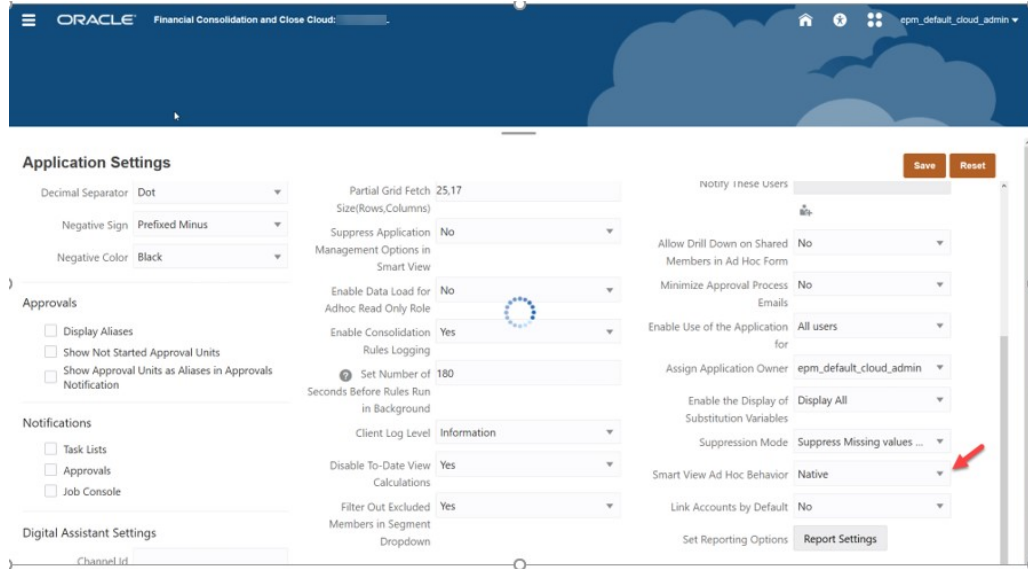 ORACLE Financial Consolidation and Close Cloud: epm_default_cloud_admin
Application Settings
Save Reset
Decimal Separator Dot
Negative Sign Prefixed Minus
Negative Color Black
Approvals
Display Aliases
Show Not Started Approval Units
Show Approval Units as Aliases in Approvals
Notification
Notifications
Task Lists
Approvals
Job Console
Digital Assistant Settings
Channel Id
Partial Grid Fetch 25,17
Size(Rows,Columns)
Suppress Application No
Management Options in
Smart View
Enable Data Load for No
Adhoc Read Only Role
Enable Consolidation Yes
Rules Logging
Set Number of 180
Seconds Before Rules Run
in Background
Client Log Level Information
Disable To-Date View Yes
Calculations
Filter Out Excluded Yes
Members in Segment
Dropdown
Notify These Users
Allow Drill Down on Shared No
Members in Ad Hoc Form
Minimize Approval Process No
Emails
Enable Use of the Application All users
for
Assign Application Owner epm_default_cloud_admin
Enable the Display of Display All
Substitution Variables
Suppression Mode Suppress Missing values ...
Smart View Ad Hoc Behavior Native
Link Accounts by Default No
Set Reporting Options Report Settings